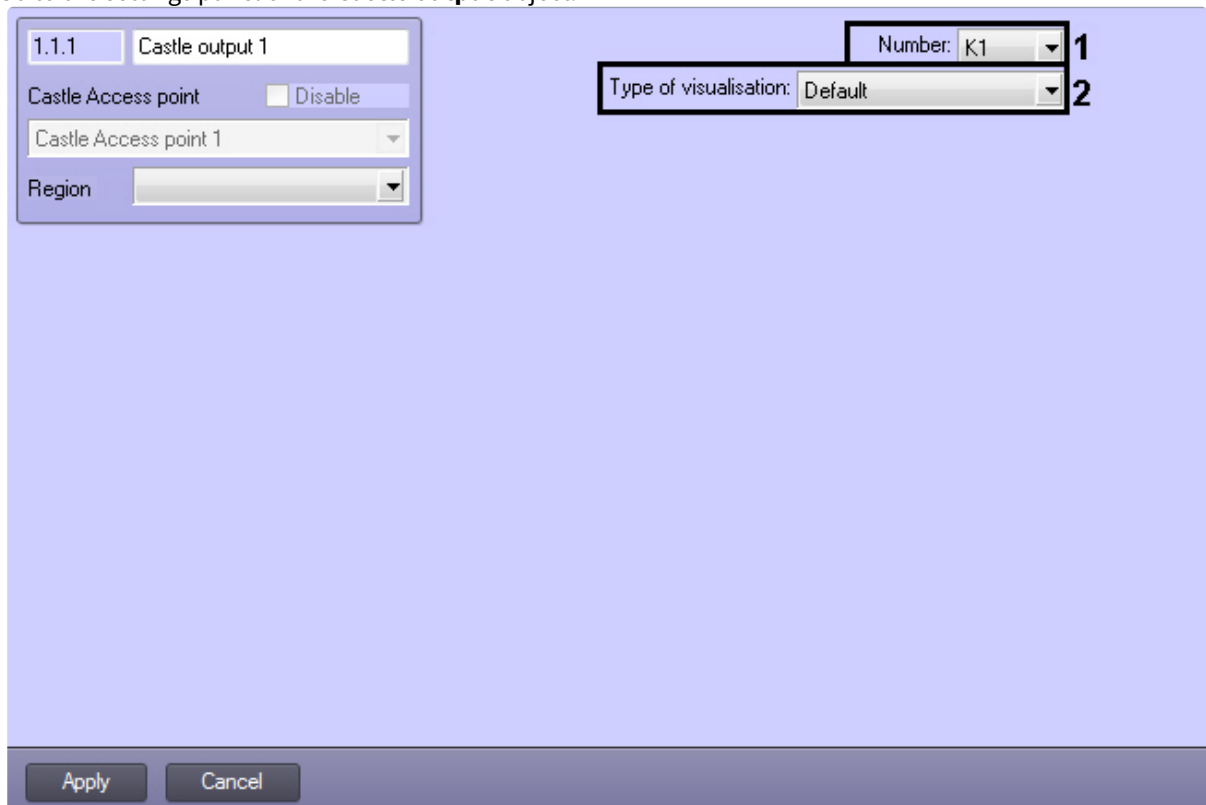 1.1.1 Castle output 1
Castle Access point Disable
Castle Access point 1
Region
Number: K1 1
Type of visualisation: Default 2
Apply Cancel